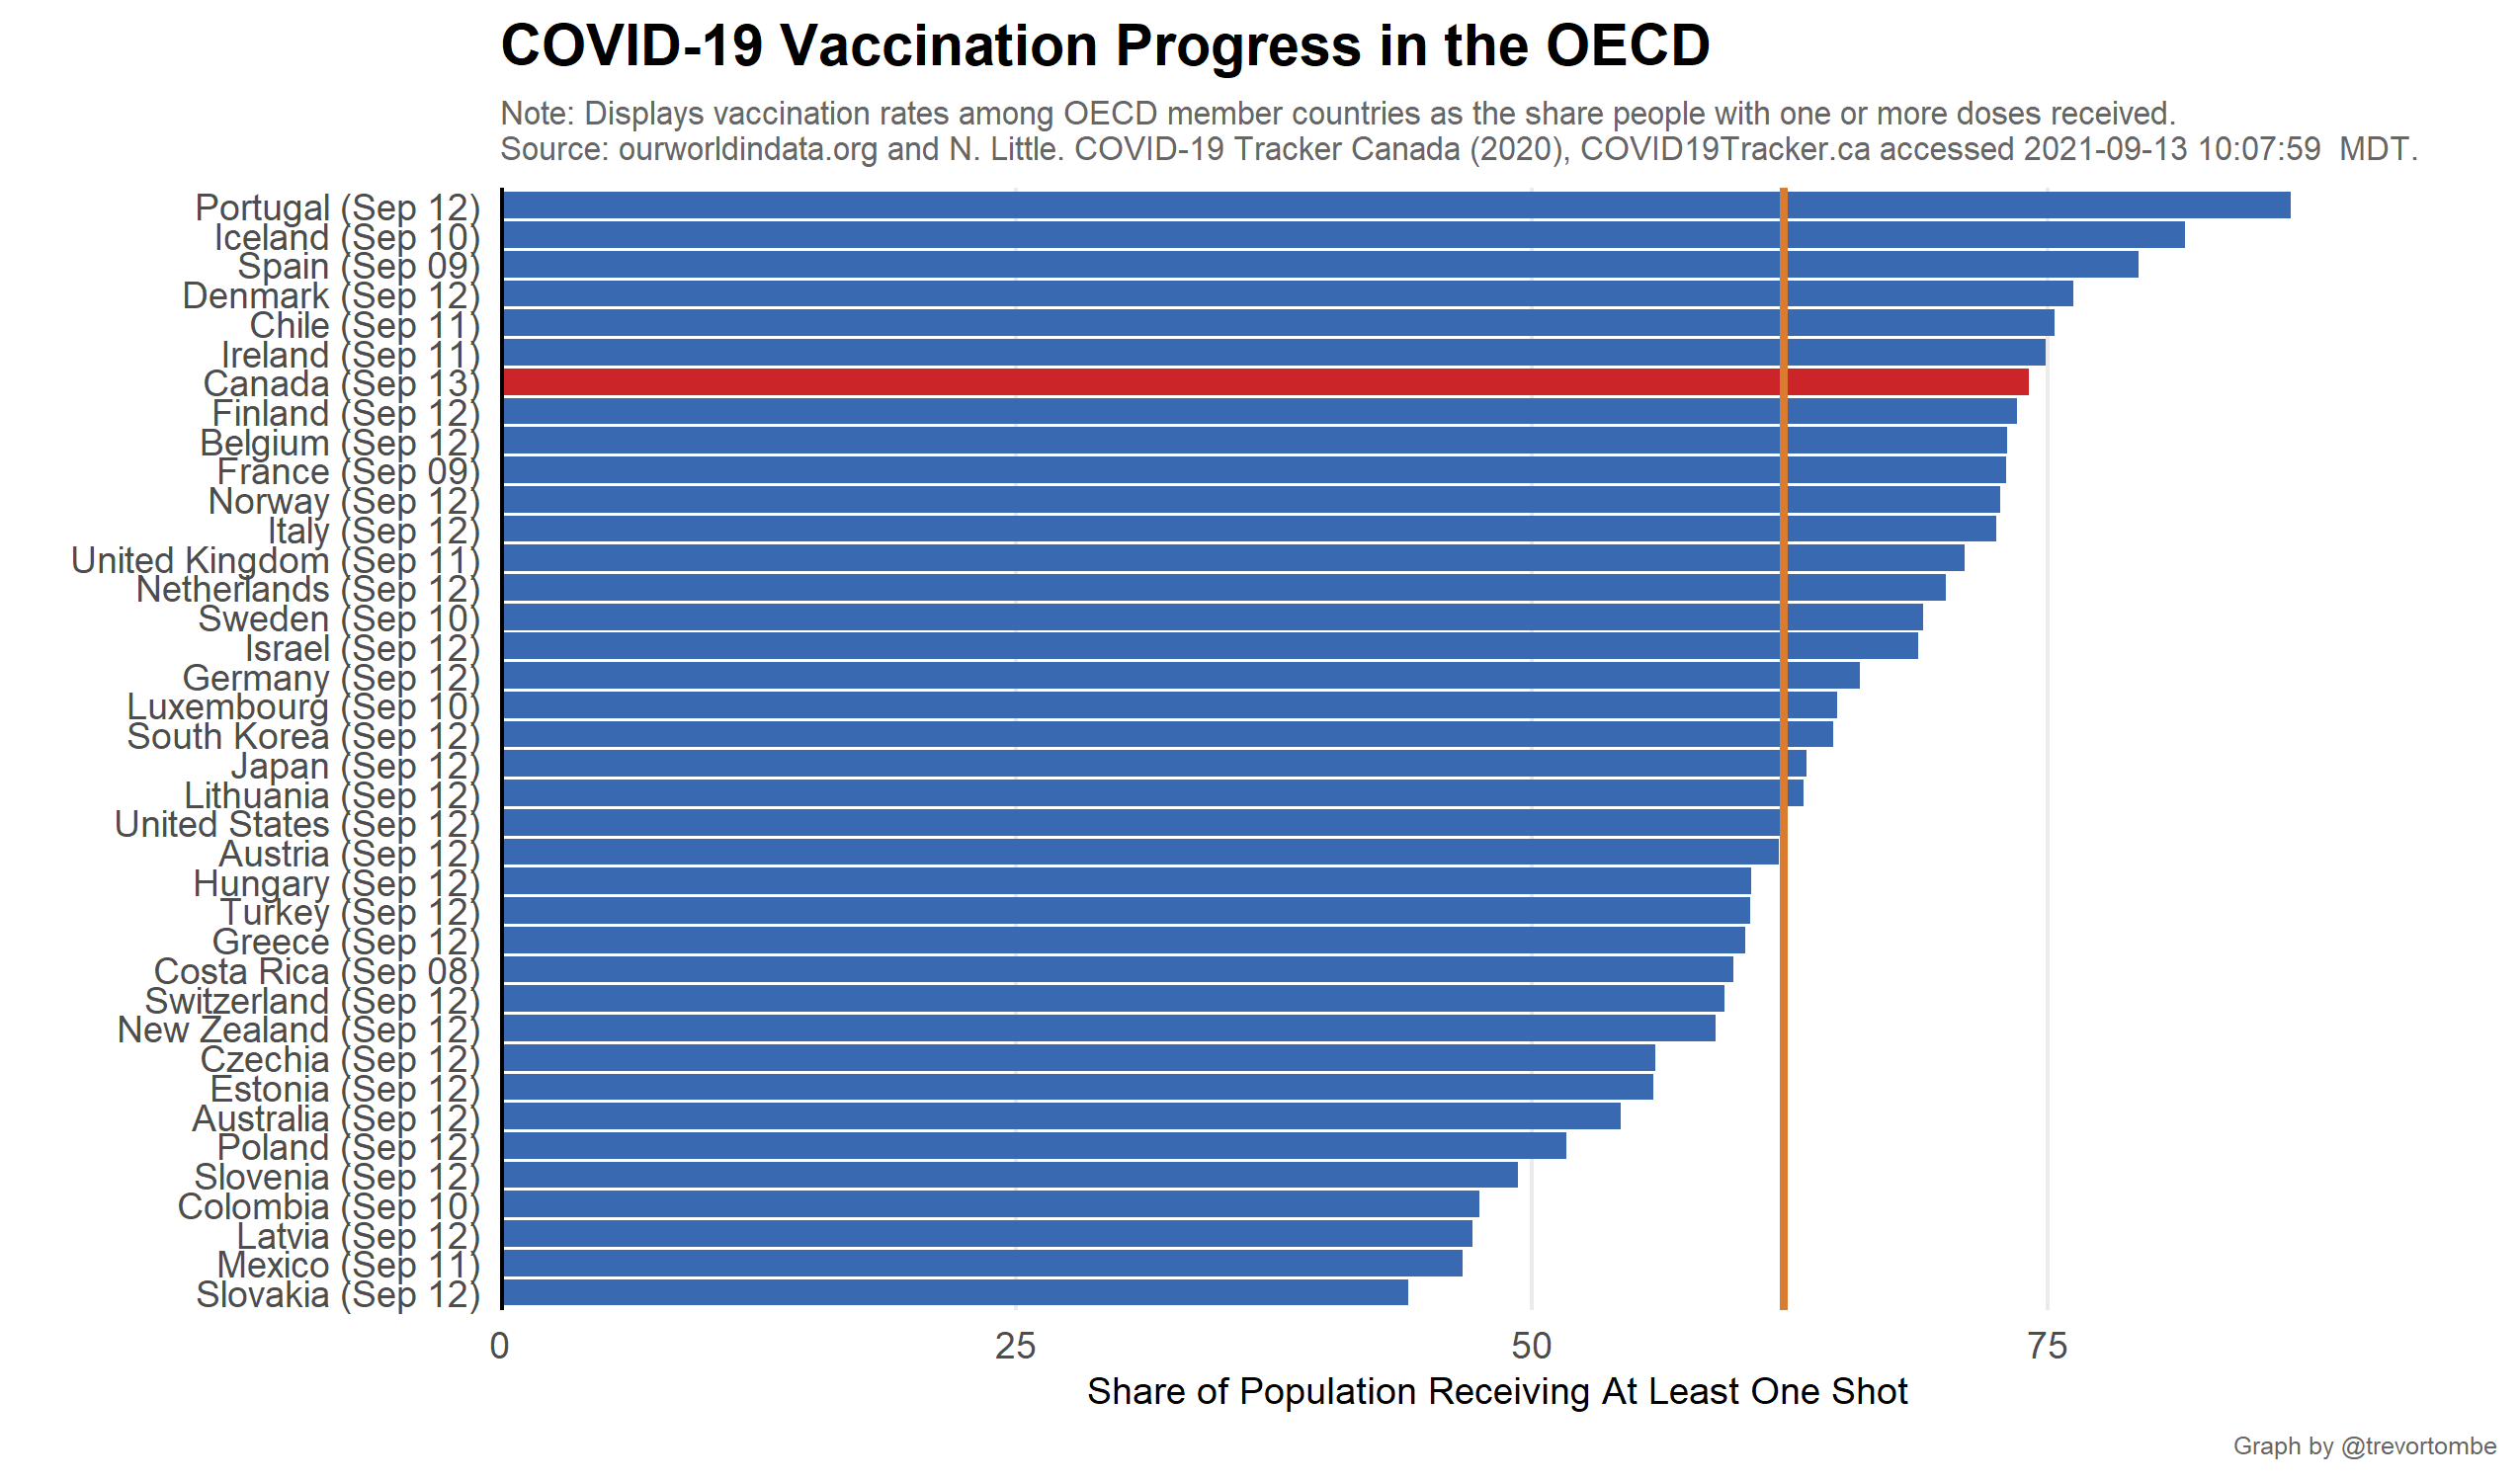 COVID-19 Vaccination Progress in the OECD
Note: Displays vaccination rates among OECD member countries as the share people with one or more doses received.
Source: ourworldindata.org and N. Little. COVID-19 Tracker Canada (2020), COVID19Tracker.ca accessed 2021-09-13 10:07:59  MDT.
Portugal (Sep 12)
Iceland (Sep 10)
Spain (Sep 09)
Denmark (Sep 12)
Chile (Sep 11)
Ireland (Sep 11)
Canada (Sep 13)
Finland (Sep 12)
Belgium (Sep 12)
France (Sep 09)
Norway (Sep 12)
Italy (Sep 12)
United Kingdom (Sep 11)
Netherlands (Sep 12)
Sweden (Sep 10)
Israel (Sep 12)
Germany (Sep 12)
Luxembourg (Sep 10)
South Korea (Sep 12)
Japan (Sep 12)
Lithuania (Sep 12)
United States (Sep 12)
Austria (Sep 12)
Hungary (Sep 12)
Turkey (Sep 12)
Greece (Sep 12)
Costa Rica (Sep 08)
Switzerland (Sep 12)
New Zealand (Sep 12)
Czechia (Sep 12)
Estonia (Sep 12)
Australia (Sep 12)
Poland (Sep 12)
Slovenia (Sep 12)
Colombia (Sep 10)
Latvia (Sep 12)
Mexico (Sep 11)
Slovakia (Sep 12)
0 25 50 75
Share of Population Receiving At Least One Shot
Graph by @trevortombe